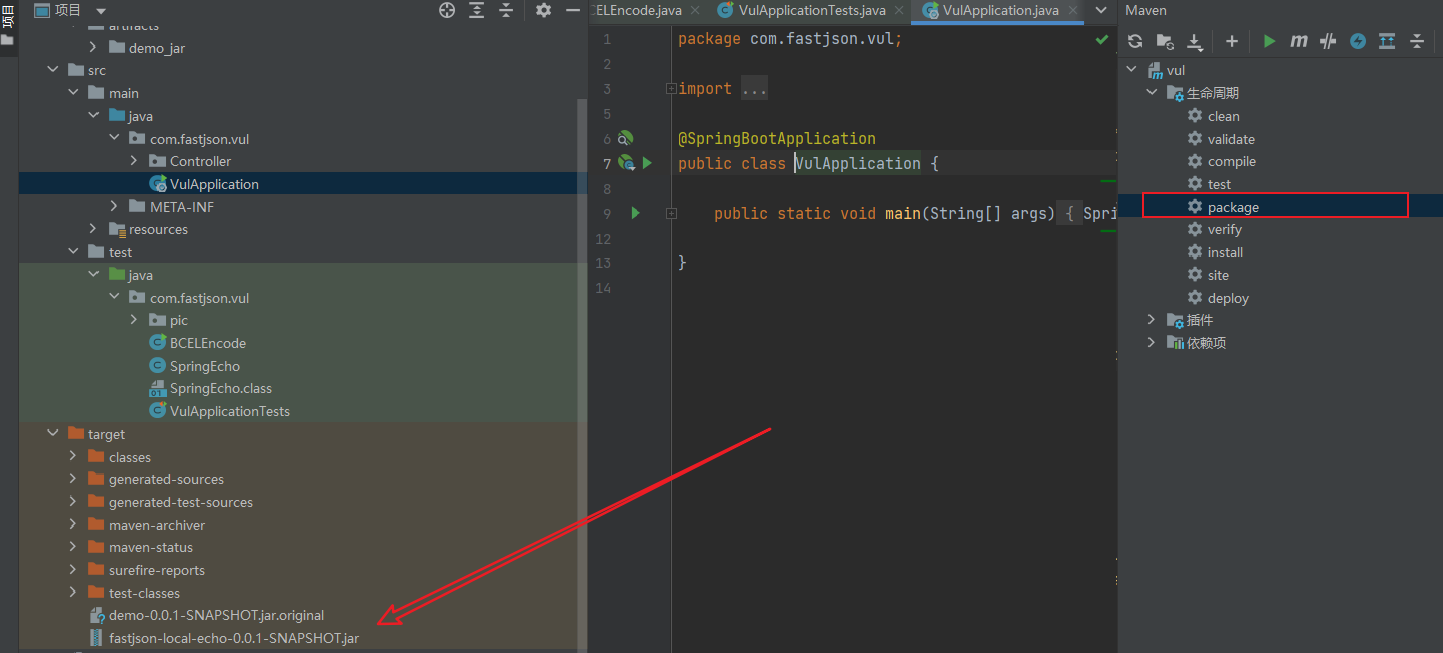 项目
项目
artifacts
demo_jar
src
main
java
com.fastjson.vul
Controller
VulApplication
META-INF
resources
test
java
com.fastjson.vul
pic
BCELEncode
SpringEcho
SpringEcho.class
VulApplicationTests
target
classes
generated-sources
generated-test-sources
maven-archiver
maven-status
surefire-reports
test-classes
demo-0.0.1-SNAPSHOT.jar.original
fastjson-local-echo-0.0.1-SNAPSHOT.jar
CELEncode.java VulApplicationTests.java VulApplication.java
1 package com.fastjson.vul;
2
3 import ...
5
6 @SpringBootApplication
7 public class VulApplication {
8
9 public static void main(String[] args) { Spri
12
13 }
14
Maven
vul
生命周期
clean
validate
compile
test
package
verify
install
site
deploy
插件
依赖项